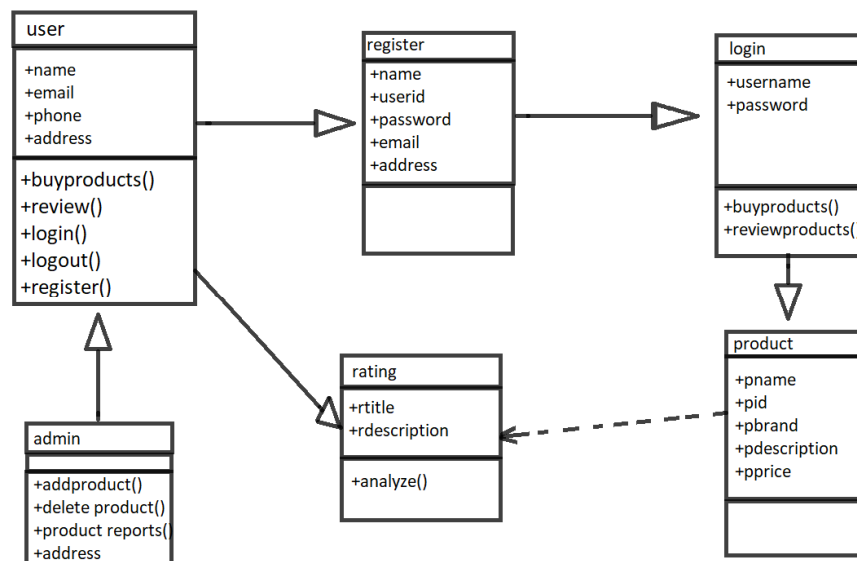 user
+name
+email
+phone
+address
+buyproducts()
+review()
+login()
+logout()
+register()
register
+name
+userid
+password
+email
+address
login
+username
+password
+buyproducts()
+reviewproducts()
admin
+addproduct()
+delete product()
+product reports()
+address
rating
+rtitle
+rdescription
+analyze()
product
+pname
+pid
+pbrand
+pdescription
+pprice